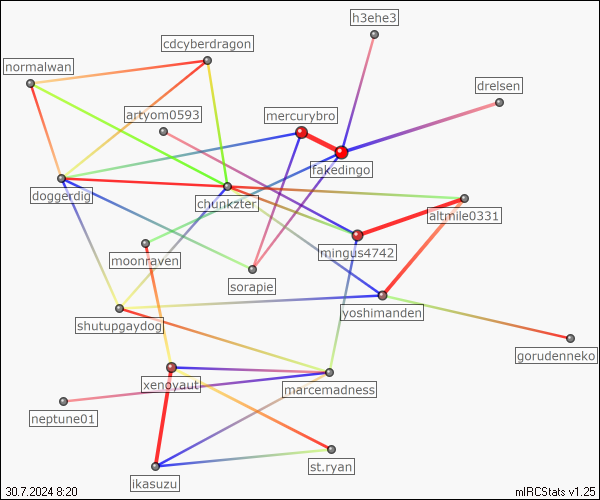 h3ehe3
cdcyberdragon
normalwan
drelsen
artyom0593
mercurybro
fakedingo
doggerdig
chunkzter
altmile0331
mingus4742
moonraven
sorapie
yoshimanden
shutupgaydog
gorudenneko
xenoyaut
marcemadness
neptune01
st.ryan
ikasuzu
30.7.2024 8:20
mIRCStats v1.25